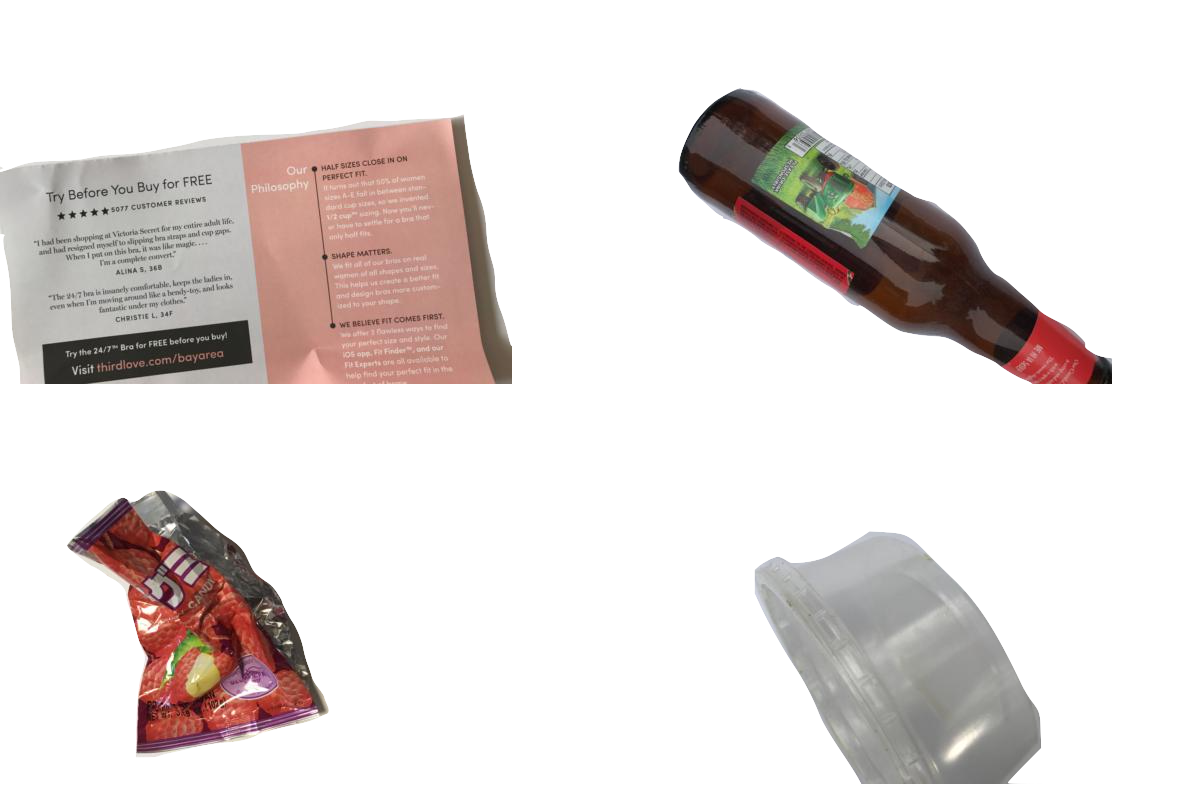 Try Before You Buy for FREE
★★★★★ 5077 CUSTOMER REVIEWS
"I had been shopping at Victoria Secret for my entire adult life,
and had resigned myself to slipping bra straps and cup gaps.
When I put on this bra, it was like magic. . . .
I'm a complete convert."
ALINA S, 36B
"The 24/7 bra is insanely comfortable, keeps the ladies in,
even when I'm moving around like a bendy-toy, and looks
fantastic under my clothes."
CHRISTIE L, 34F
Try the 24/7™ Bra for FREE before you buy!
Visit thirdlove.com/bayarea
Our
Philosophy
HALF SIZES CLOSE IN ON
PERFECT FIT.
It turns out that 50% of women
sizes A-E fall in between stan-
dard cup sizes, so we invented
1/2 cup™ sizing. Now you'll nev-
er have to settle for a bra that
only half fits.
SHAPE MATTERS.
We fit all of our bras on real
women of all shapes and sizes.
This helps us create a better fit
and design bras more custom-
ized to your shape.
WE BELIEVE FIT COMES FIRST.
We offer 3 flawless ways to find
your perfect size and style. Our
iOS app, Fit Finder™, and our
Fit Experts are all available to
help find your perfect fit in the
of home
グミ
CANDY